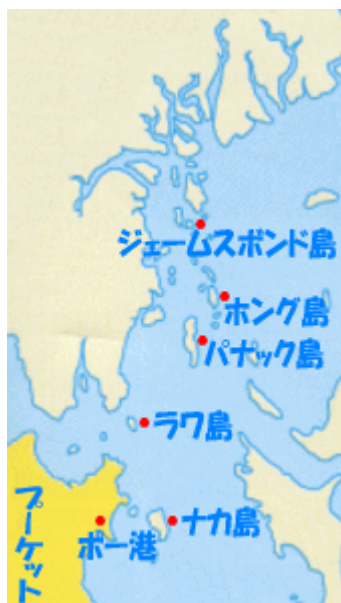 ジェームスボンド島
ホング島
パナック島
ラワ島
ナカ島
ポー港
プーケット